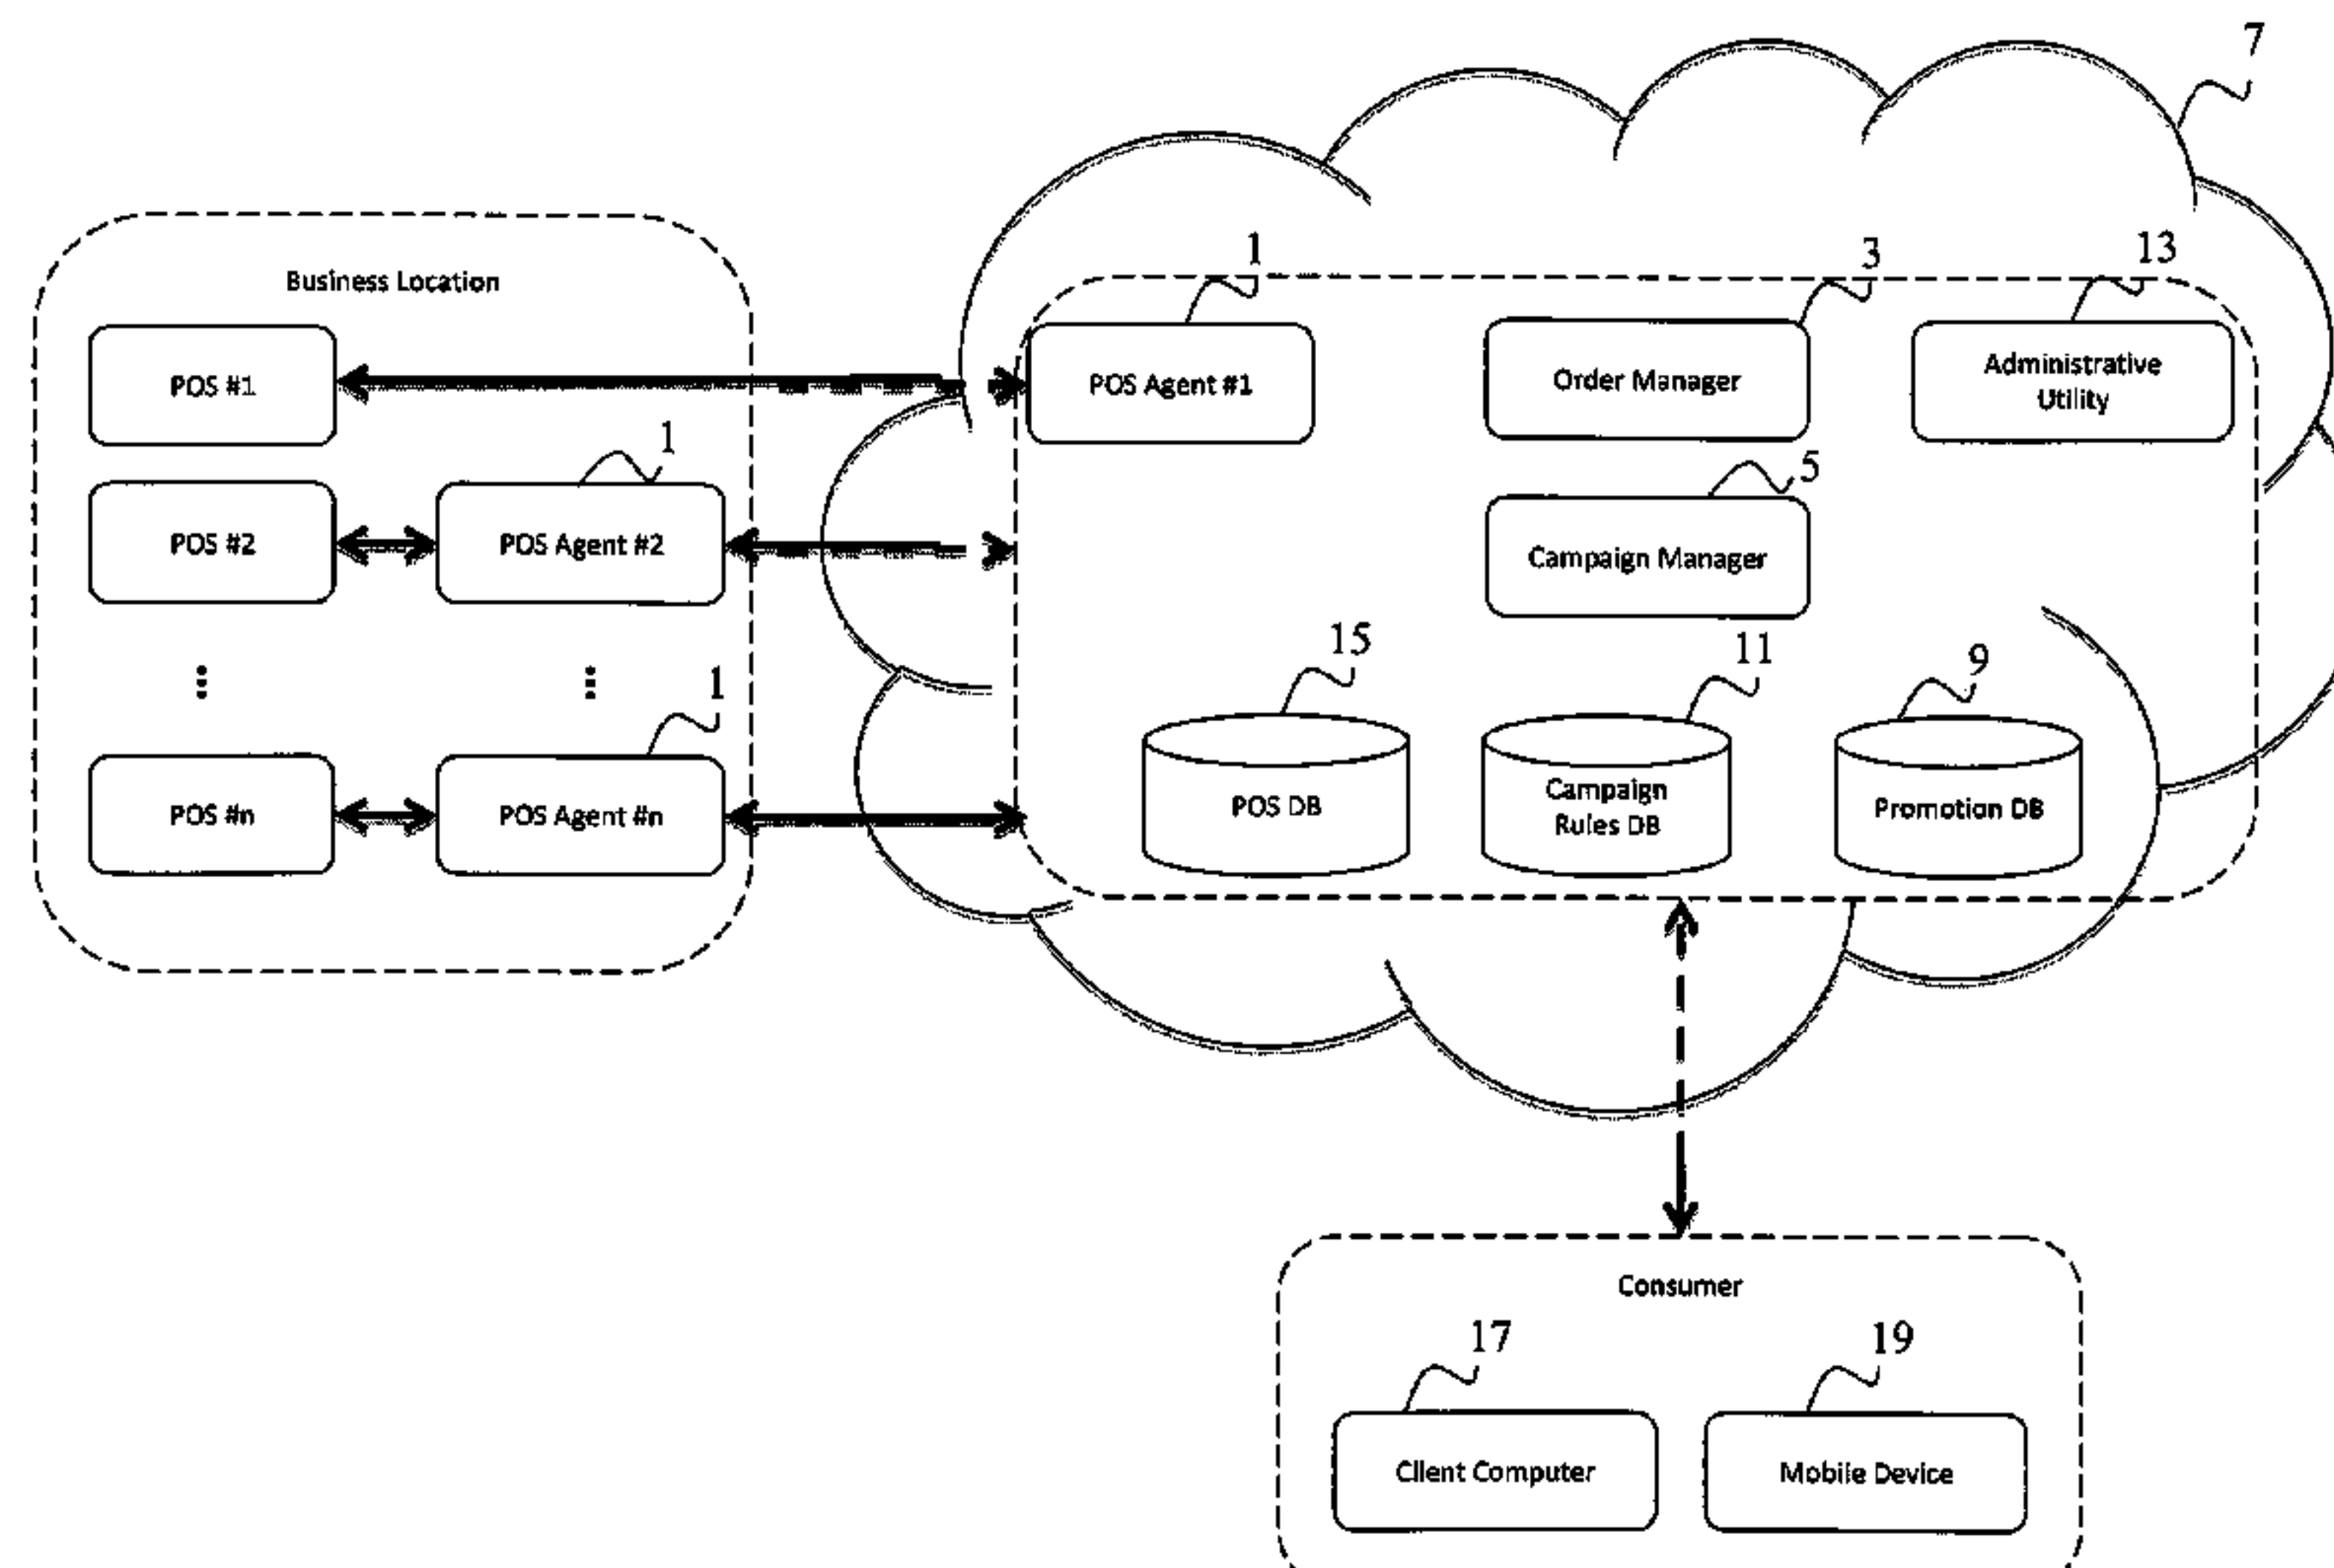 7
Business Location
1
3
13
POS #1
POS Agent #1
Order Manager
Administrative
Utility
1
5
POS #2
POS Agent #2
Campaign Manager
15
11
9
1
POS #n
POS Agent #n
POS DB
Campaign
Rules DB
Promotion DB
Consumer
17
19
Client Computer
Mobile Device